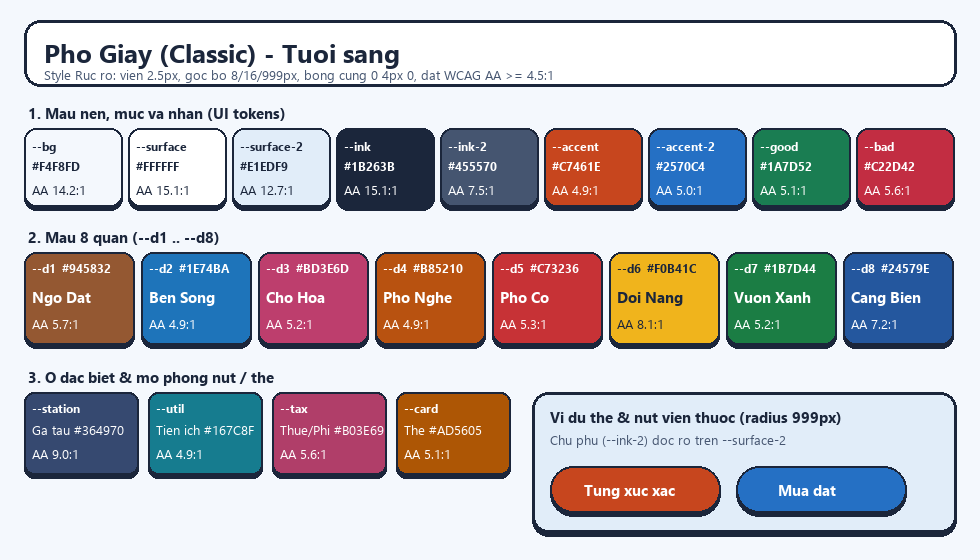 Pho Giay (Classic) - Tuoi sang
Style Ruc ro: vien 2.5px, goc bo 8/16/999px, bong cung 0 4px 0, dat WCAG AA >= 4.5:1
1. Mau nen, muc va nhan (UI tokens)
--bg
#F4F8FD
AA 14.2:1
--surface
#FFFFFF
AA 15.1:1
--surface-2
#E1EDF9
AA 12.7:1
--ink
#1B263B
AA 15.1:1
--ink-2
#455570
AA 7.5:1
--accent
#C7461E
AA 4.9:1
--accent-2
#2570C4
AA 5.0:1
--good
#1A7D52
AA 5.1:1
--bad
#C22D42
AA 5.6:1
2. Mau 8 quan (--d1 .. --d8)
--d1 #945832
Ngo Dat
AA 5.7:1
--d2 #1E74BA
Ben Song
AA 4.9:1
--d3 #BD3E6D
Cho Hoa
AA 5.2:1
--d4 #B85210
Pho Nghe
AA 4.9:1
--d5 #C73236
Pho Co
AA 5.3:1
--d6 #F0B41C
Doi Nang
AA 8.1:1
--d7 #1B7D44
Vuon Xanh
AA 5.2:1
--d8 #24579E
Cang Bien
AA 7.2:1
3. O dac biet & mo phong nut / the
--station
Ga tau #364970
AA 9.0:1
--util
Tien ich #167C8F
AA 4.9:1
--tax
Thue/Phi #B03E69
AA 5.6:1
--card
The #AD5605
AA 5.1:1
Vi du the & nut vien thuoc (radius 999px)
Chu phu (--ink-2) doc ro tren --surface-2
Tung xuc xac
Mua dat